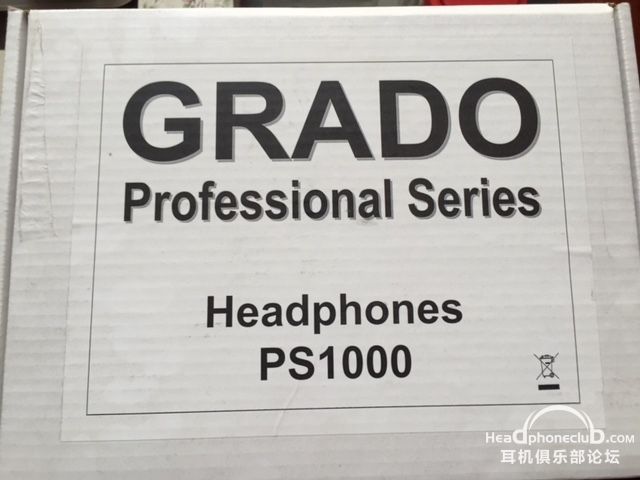 GRADO
Professional Series
Headphones
PS1000
HeadphoneclUb.com
耳机俱乐部论坛